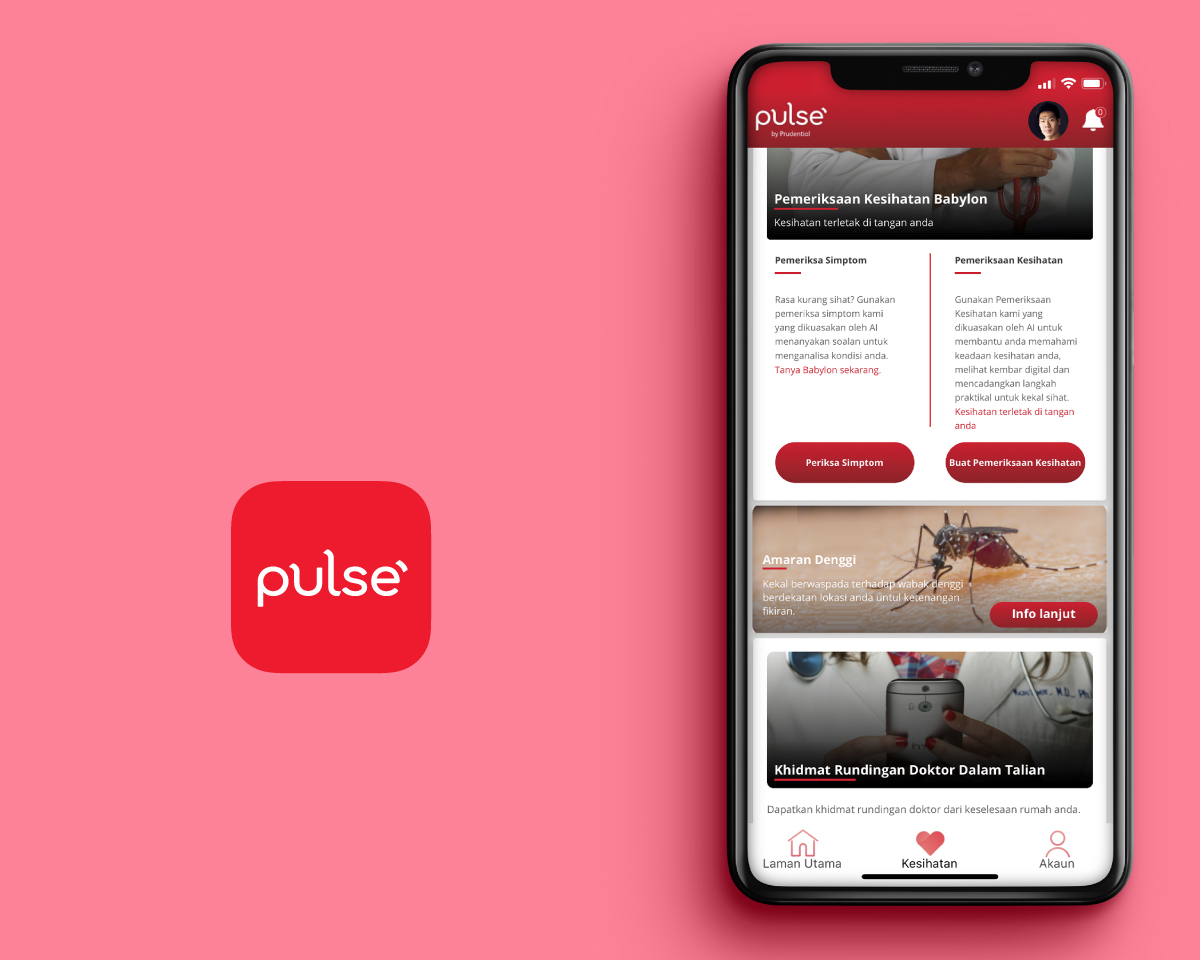 pulse
pulse
by Prudential
0
Pemeriksaan Kesihatan Babylon
Kesihatan terletak di tangan anda
Pemeriksa Simptom
Rasa kurang sihat? Gunakan
pemeriksa simptom kami
yang dikuasakan oleh AI
menanyakan soalan untuk
menganalisa kondisi anda.
Tanya Babylon sekarang.
Periksa Simptom
Pemeriksaan Kesihatan
Gunakan Pemeriksaan
Kesihatan kami yang
dikuasakan oleh AI untuk
membantu anda memahami
keadaan kesihatan anda,
melihat kembar digital dan
mencadangkan langkah
praktikal untuk kekal sihat.
Kesihatan terletak di tangan
anda
Buat Pemeriksaan Kesihatan
Amaran Denggi
Kekal berwaspada terhadap wabak denggi
berdekatan lokasi anda untul ketenangan
fikiran.
Info lanjut
M.D., Ph.
Khidmat Rundingan Doktor Dalam Talian
Dapatkan khidmat rundingan doktor dari keselesaan rumah anda.
Laman Utama
Kesihatan
Akaun